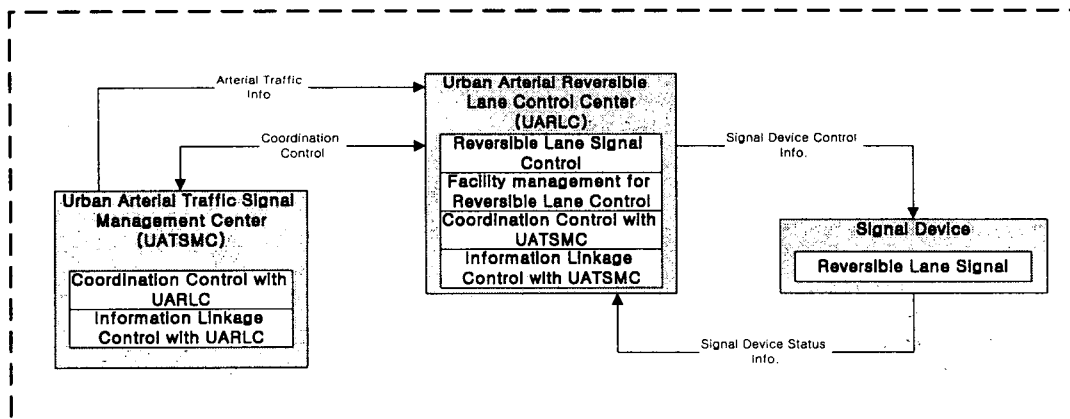 Arterial Traffic
Info
Coordination
Control
Urban Arterial Traffic Signal
Management Center
(UATSMC)
Coordination Control with
UARLC
Information Linkage
Control with UARLC
Urban Arterial Reversible
Lane Control Center
(UARLC)
Reversible Lane Signal
Control
Facility management for
Reversible Lane Control
Coordination Control with
UATSMC
Information Linkage
Control with UATSMC
Signal Device Control
Info.
Signal Device
Reversible Lane Signal
Signal Device Status
Info.